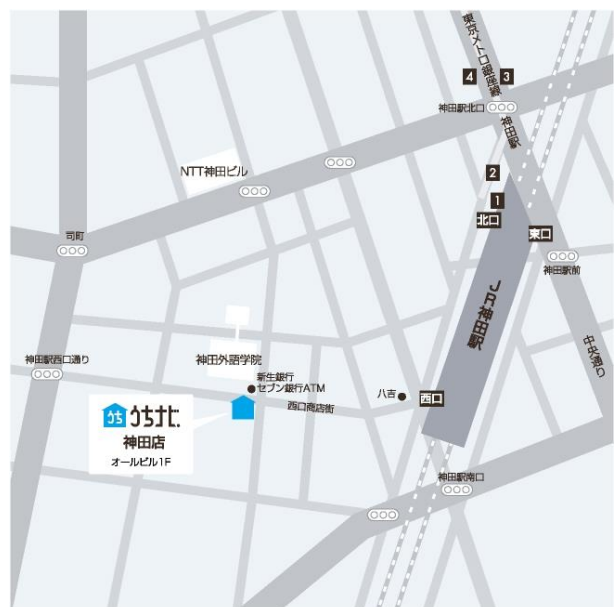 東京メトロ銀座線
4
3
神田駅北口
神田駅
NTT神田ビル
2
1
北口
東口
司町
神田駅前
JR神田駅
中央通り
神田外語学院
神田駅西口通り
新生銀行
セブン銀行ATM
八吉
西口
西口商店街
うち
うちナビ
神田店
オールビル1F
神田駅南口